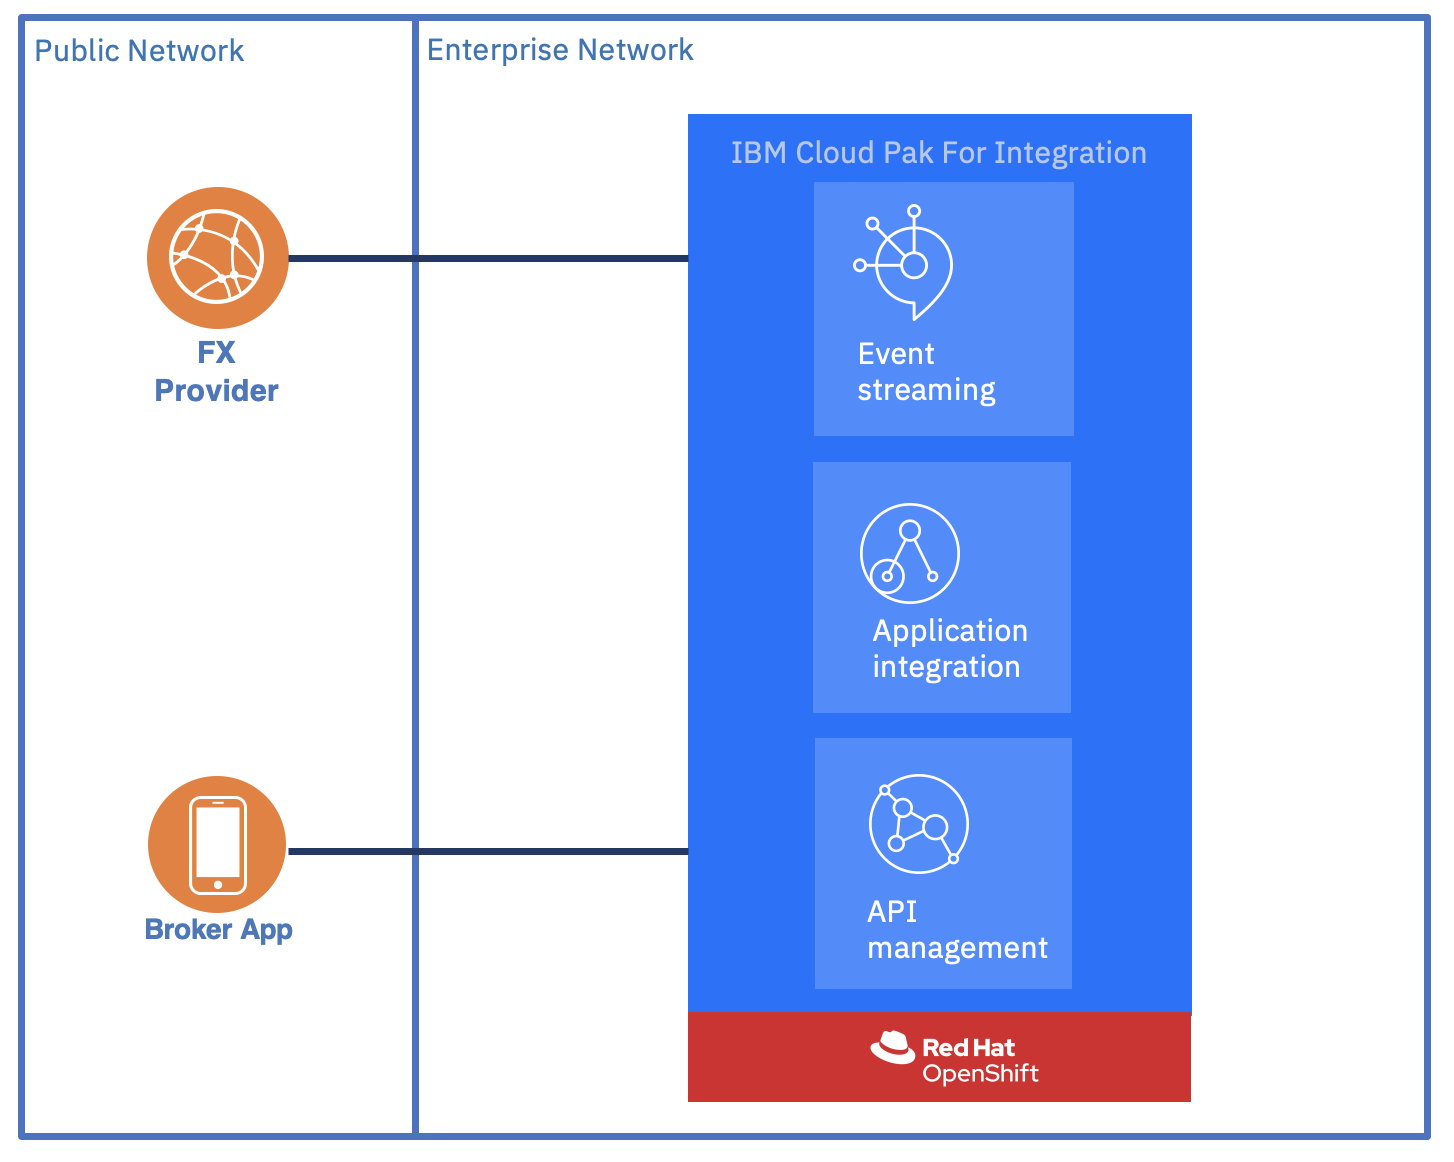 Public Network
Enterprise Network
IBM Cloud Pak For Integration
FX
Provider
Event
streaming
Application
integration
Broker App
API
management
Red Hat
OpenShift